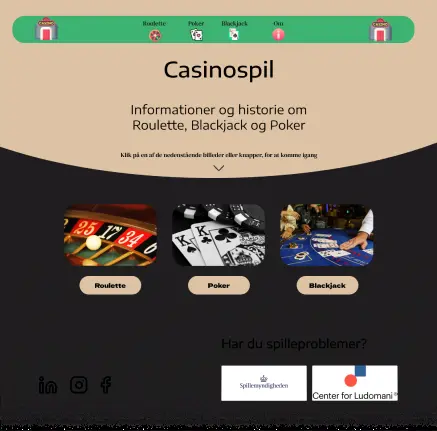 Roulette Poker Blackjack Om
Casinospil
Informationer og historie om
Roulette, Blackjack og Poker
Klik på en af de nedenstående billeder eller knapper, for at komme igang
Roulette Poker Blackjack
Har du spilleproblemer?
Spillemyndigheden
Center for Ludomani®